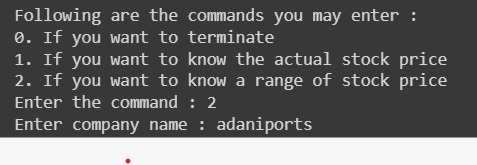 Following are the commands you may enter :
0. If you want to terminate
1. If you want to know the actual stock price
2. If you want to know a range of stock price
Enter the command : 2
Enter company name : adaniports